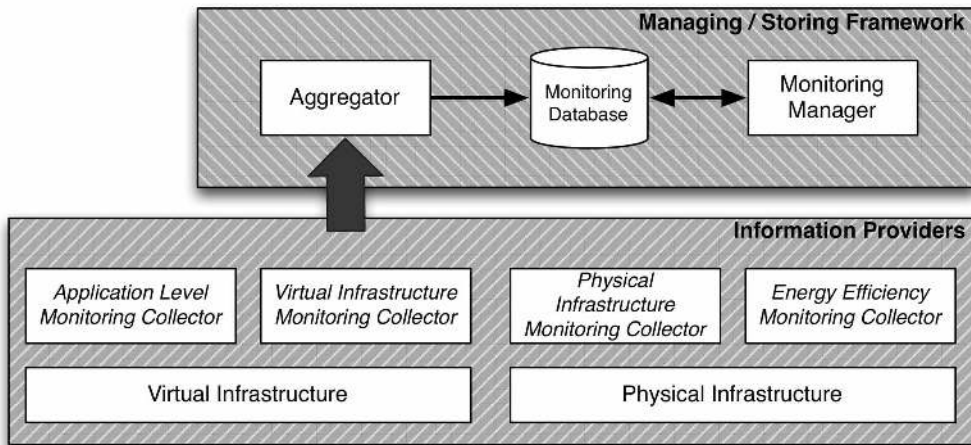 Managing / Storing Framework
Aggregator
Monitoring
Database
Monitoring
Manager
Information Providers
Application Level
Monitoring Collector
Virtual Infrastructure
Monitoring Collector
Physical
Infrastructure
Monitoring Collector
Energy Efficiency
Monitoring Collector
Virtual Infrastructure
Physical Infrastructure